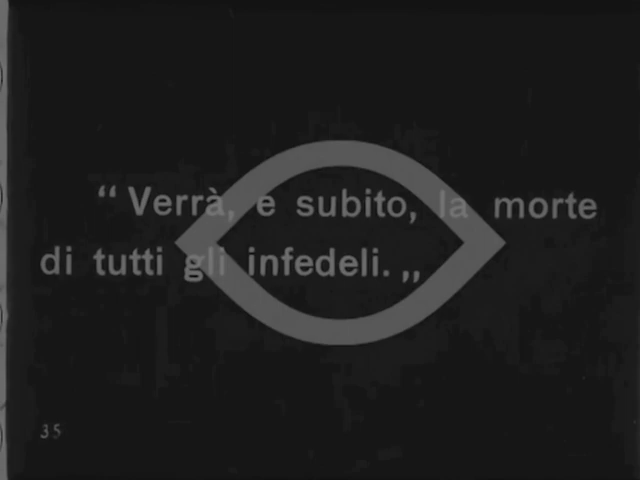 “ Verrà, e subito, la morte
di tutti gli infedeli. „
35